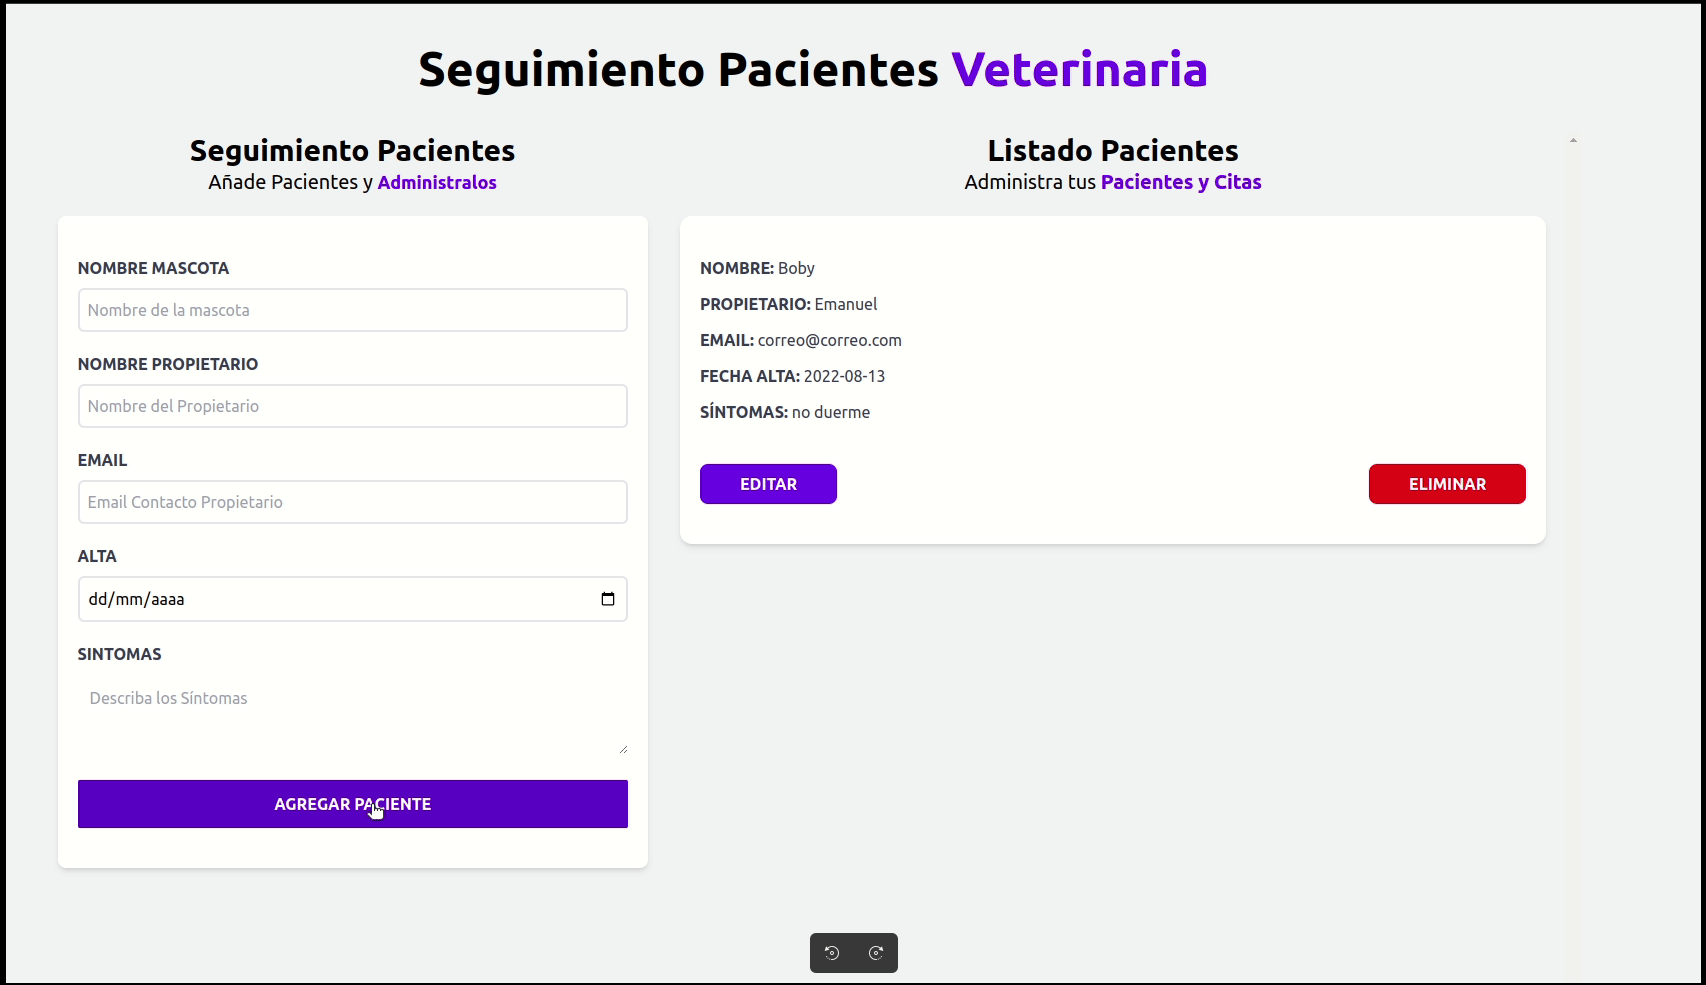 Seguimiento Pacientes Veterinaria
Seguimiento Pacientes
Añade Pacientes y Administralos
NOMBRE MASCOTA
Nombre de la mascota
NOMBRE PROPIETARIO
Nombre del Propietario
EMAIL
Email Contacto Propietario
ALTA
dd/mm/aaaa
SINTOMAS
Describa los Síntomas
AGREGAR PACIENTE
Listado Pacientes
Administra tus Pacientes y Citas
NOMBRE: Boby
PROPIETARIO: Emanuel
EMAIL: correo@correo.com
FECHA ALTA: 2022-08-13
SÍNTOMAS: no duerme
EDITAR
ELIMINAR